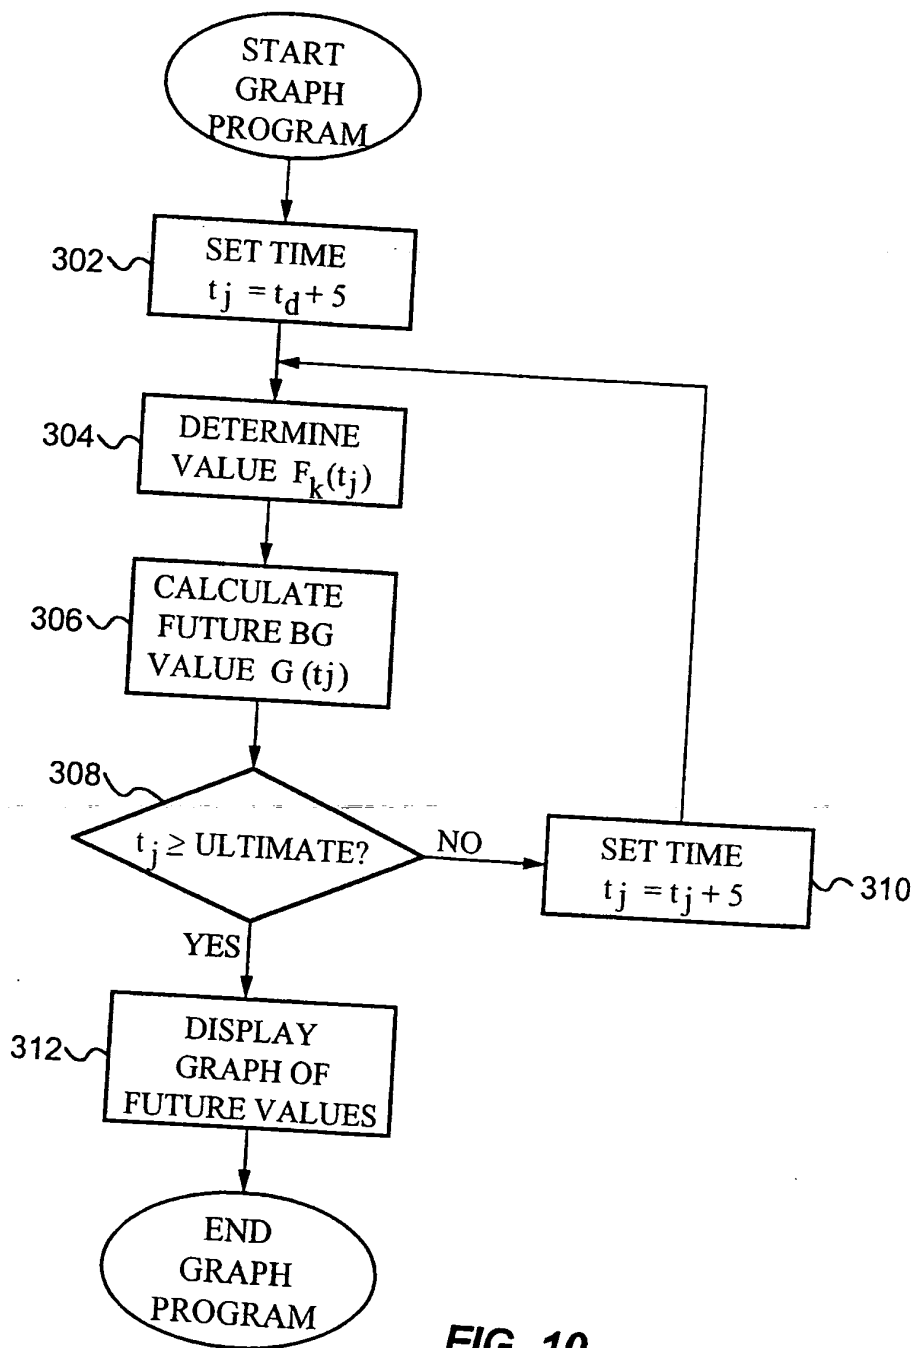 START
GRAPH
PROGRAM
302
SET TIME
t_j = t_d + 5
304
DETERMINE
VALUE F_k(t_j)
306
CALCULATE
FUTURE BG
VALUE G (tj)
308
t_j ≥ ULTIMATE?
NO
SET TIME
t_j = t_j + 5
310
YES
312
DISPLAY
GRAPH OF
FUTURE VALUES
END
GRAPH
PROGRAM
FIG. 10